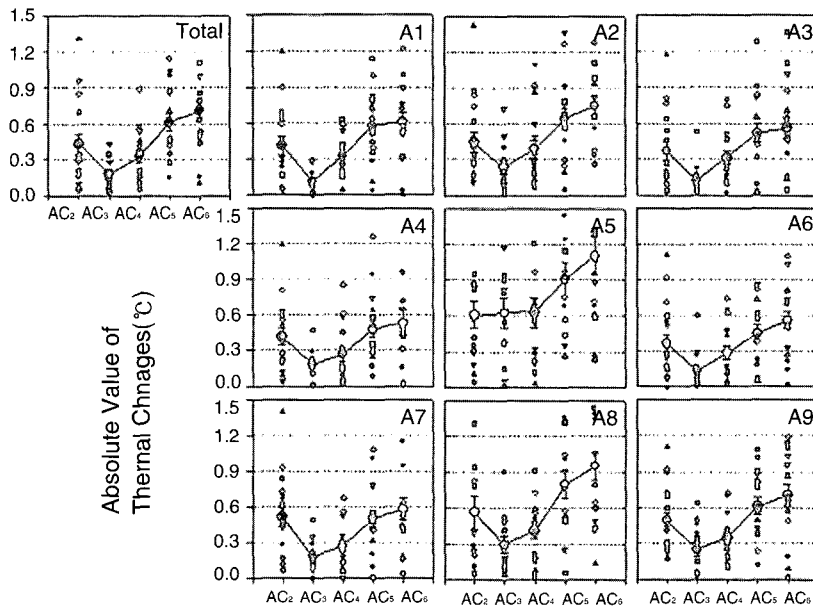 1.5 Total A1 A2 A3
1.2
0.9
0.6
0.3
0.0
AC₂ AC₃ AC₄ AC₅ AC₆
1.5 A4 A5 A6
1.2
0.9
0.6
0.3
0.0
1.5 A7 A8 A9
1.2
0.9
0.6
0.3
0.0
AC₂ AC₃ AC₄ AC₅ AC₆ AC₂ AC₃ AC₄ AC₅ AC₆ AC₂ AC₃ AC₄ AC₅ AC₆
Absolute Value of
Thernal Chnages(℃)